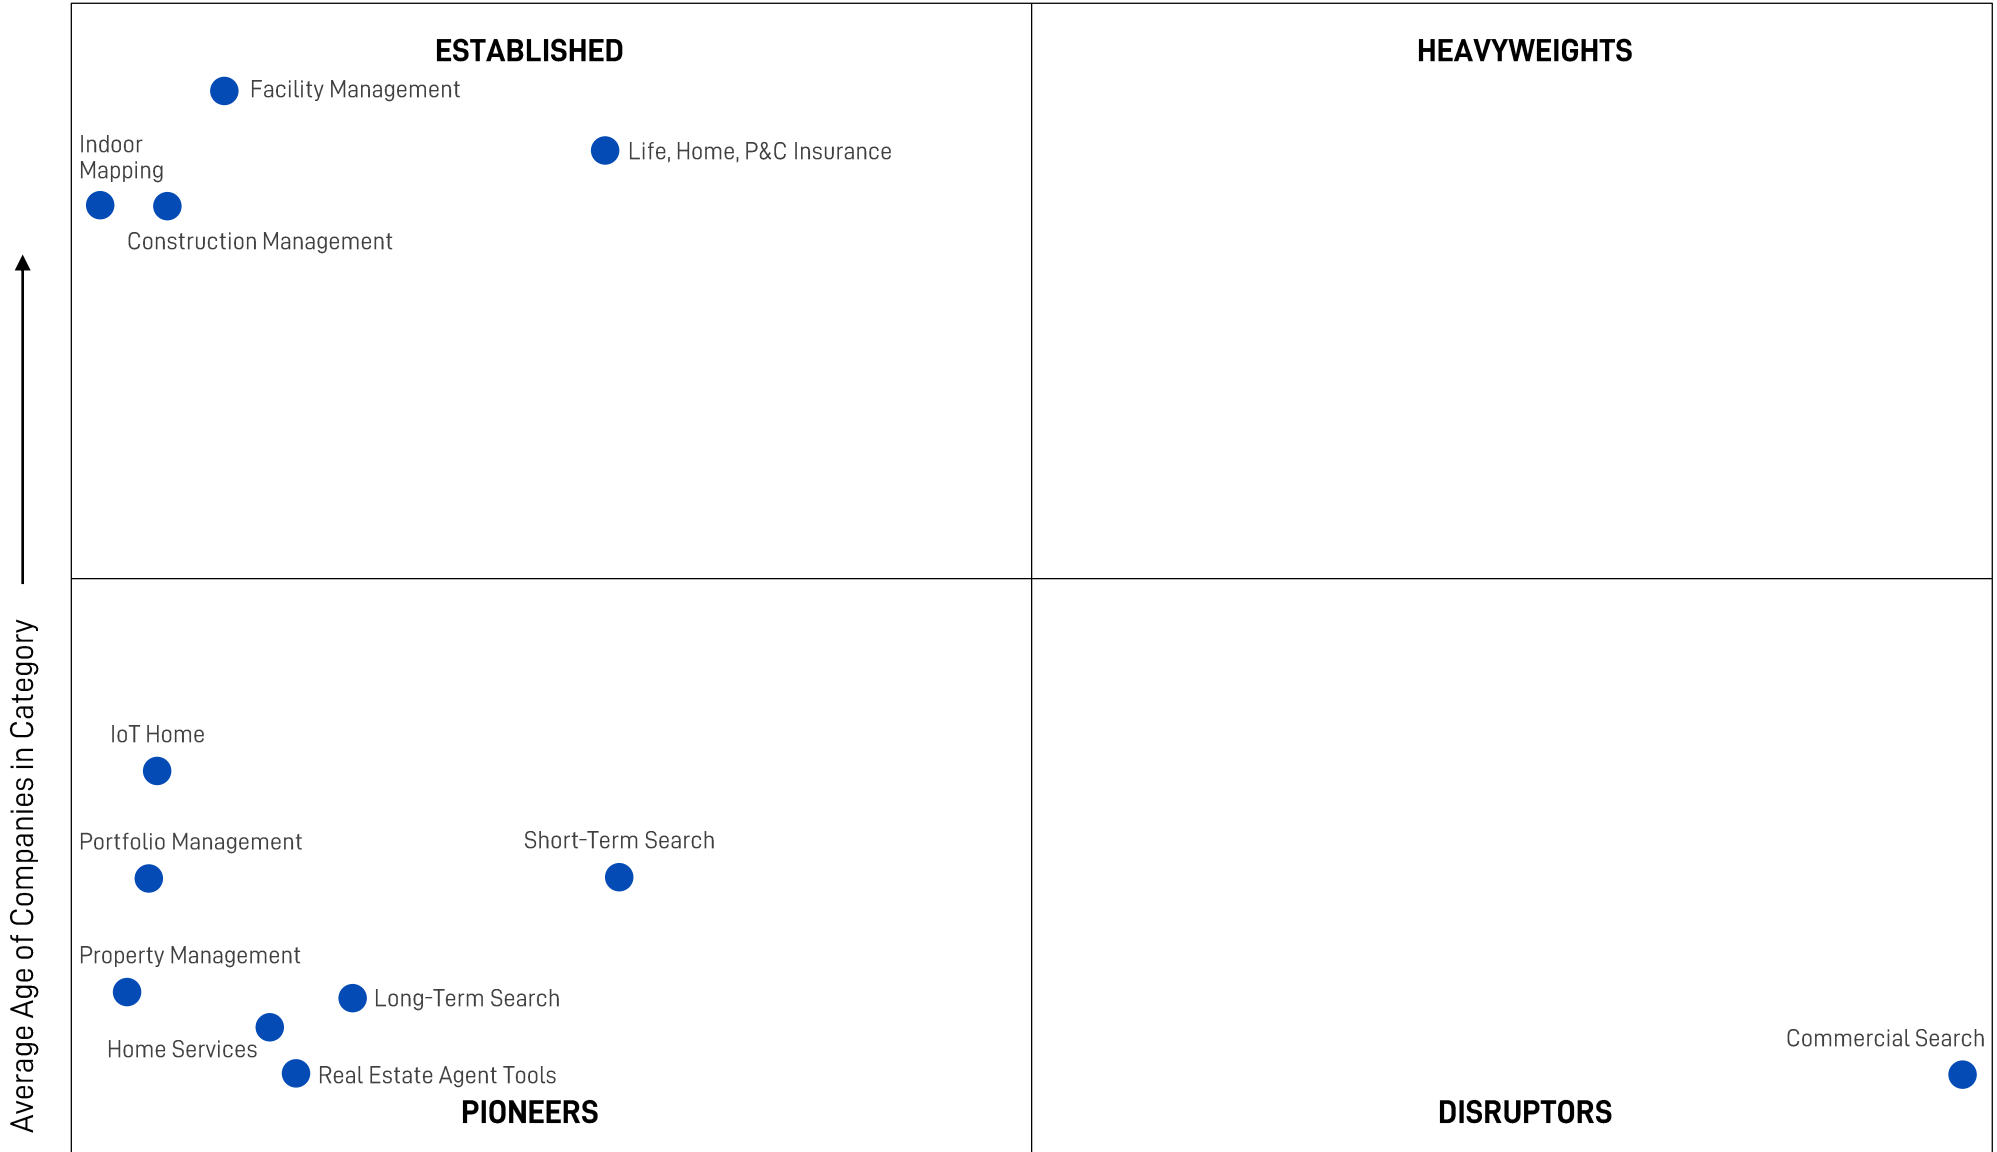 ESTABLISHED
HEAVYWEIGHTS
Facility Management
Indoor
Mapping
Life, Home, P&C Insurance
Construction Management
Average Age of Companies in Category
IoT Home
Portfolio Management
Short-Term Search
Property Management
Long-Term Search
Home Services
Commercial Search
Real Estate Agent Tools
PIONEERS
DISRUPTORS